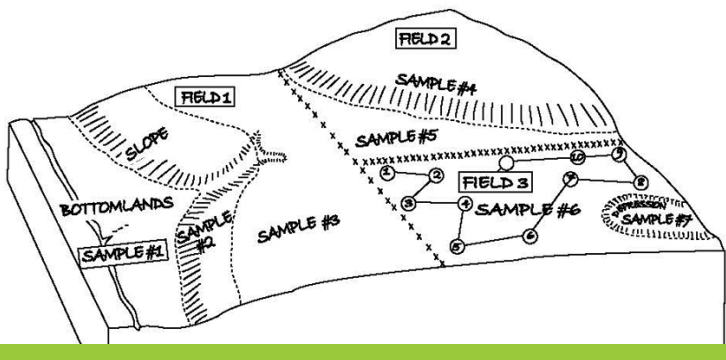 FIELD 2
FIELD 1
SAMPLE #4
SLOPE
SAMPLE #5
1
2
10
9
FIELD 3
7
8
BOTTOMLANDS
3
4
SAMPLE #6
DEPRESSION
SAMPLE #7
SAMPLE #2
SAMPLE #3
SAMPLE #1
5
6